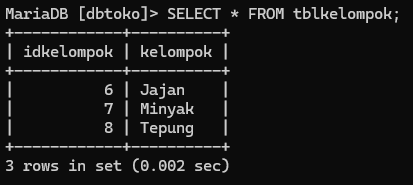 MariaDB [dbtoko]> SELECT * FROM tblkelompok;
+------------+----------+
| idkelompok | kelompok |
+------------+----------+
|          6 | Jajan    |
|          7 | Minyak   |
|          8 | Tepung   |
+------------+----------+
3 rows in set (0.002 sec)